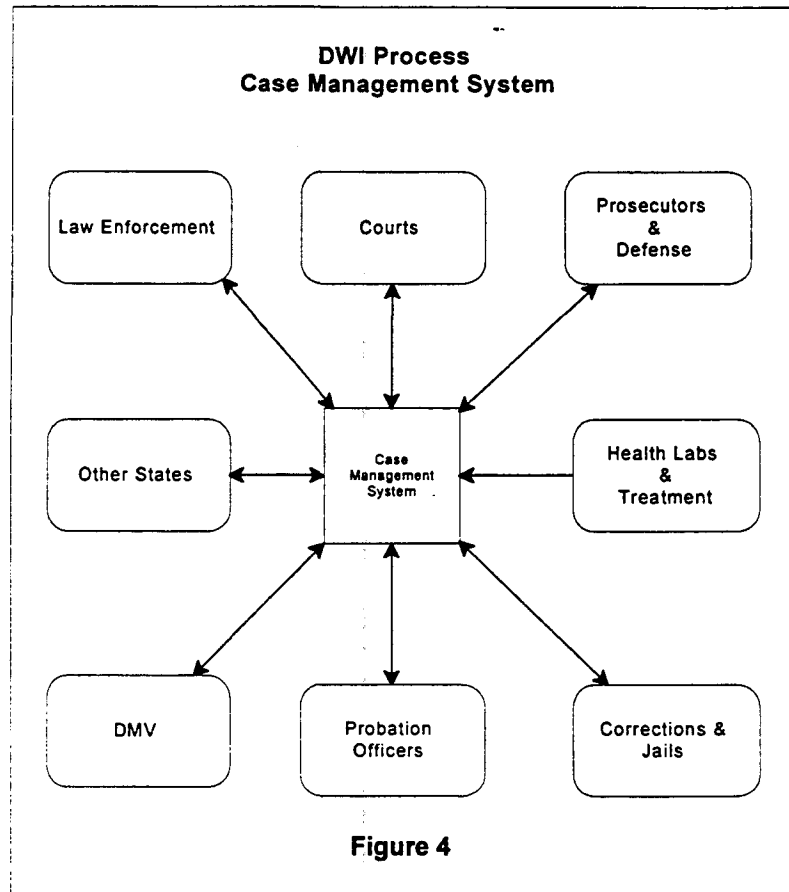 DWI Process
Case Management System
Law Enforcement
Courts
Prosecutors
&
Defense
Other States
Case
Management
System
Health Labs
&
Treatment
DMV
Probation
Officers
Corrections &
Jails
Figure 4